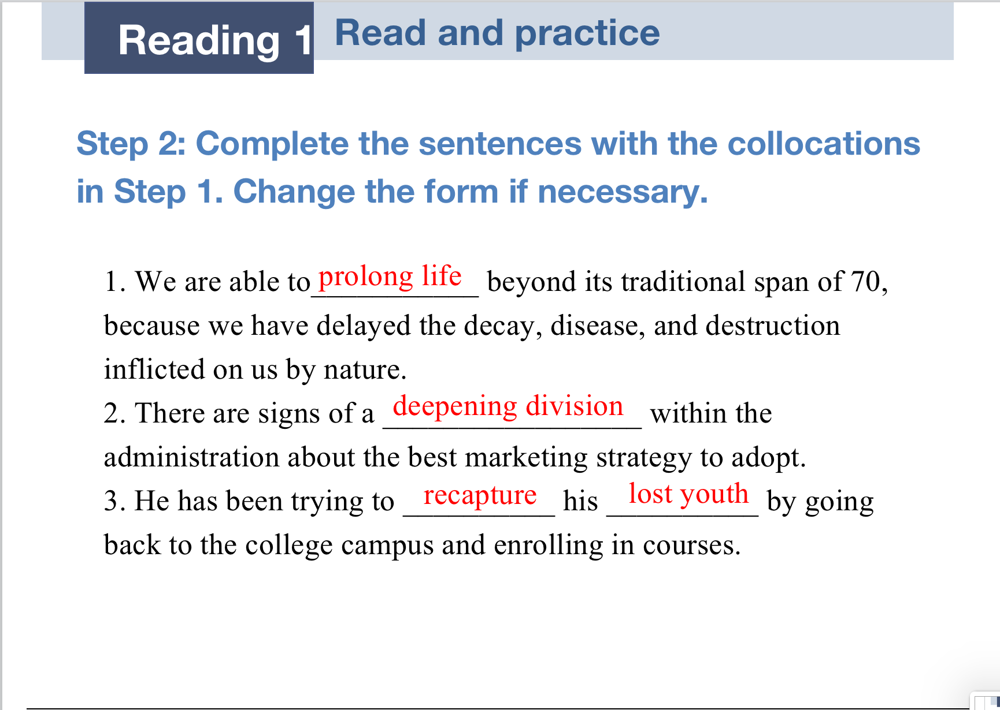 Reading 1 Read and practice
Step 2: Complete the sentences with the collocations
in Step 1. Change the form if necessary.
1. We are able to prolong life beyond its traditional span of 70,
because we have delayed the decay, disease, and destruction
inflicted on us by nature.
2. There are signs of a deepening division within the
administration about the best marketing strategy to adopt.
3. He has been trying to recapture his lost youth by going
back to the college campus and enrolling in courses.